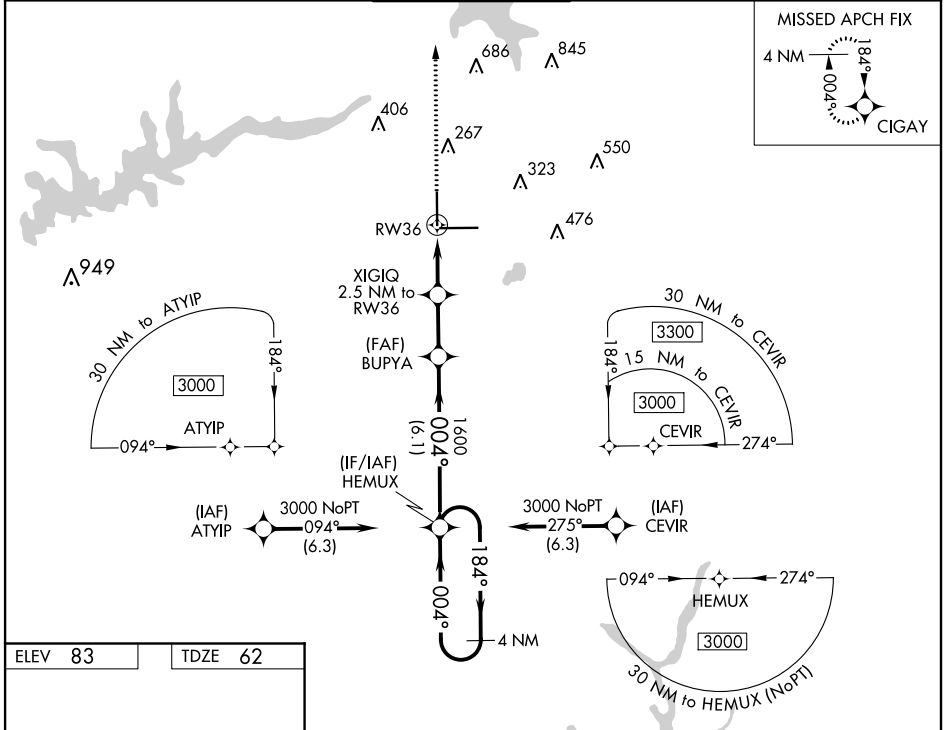 MISSED APCH FIX
4 NM
184°
004°
CIGAY
686
845
406
267
323
550
476
949
RW36
XIGIQ
2.5 NM to
RW36
(FAF)
BUPYA
30 NM to ATYIP
184°
3000
ATYIP
094°
30 NM to CEVIR
3300
184°
15 NM to CEVIR
3000
CEVIR
274°
1600
004°
(6.1)
(IF/IAF)
HEMUX
(IAF)
ATYIP
3000 NoPT
094°
(6.3)
3000 NoPT
275°
(6.3)
(IAF)
CEVIR
184°
004°
4 NM
094°
274°
HEMUX
3000
30 NM to HEMUX (NoPT)
ELEV 83
TDZE 62